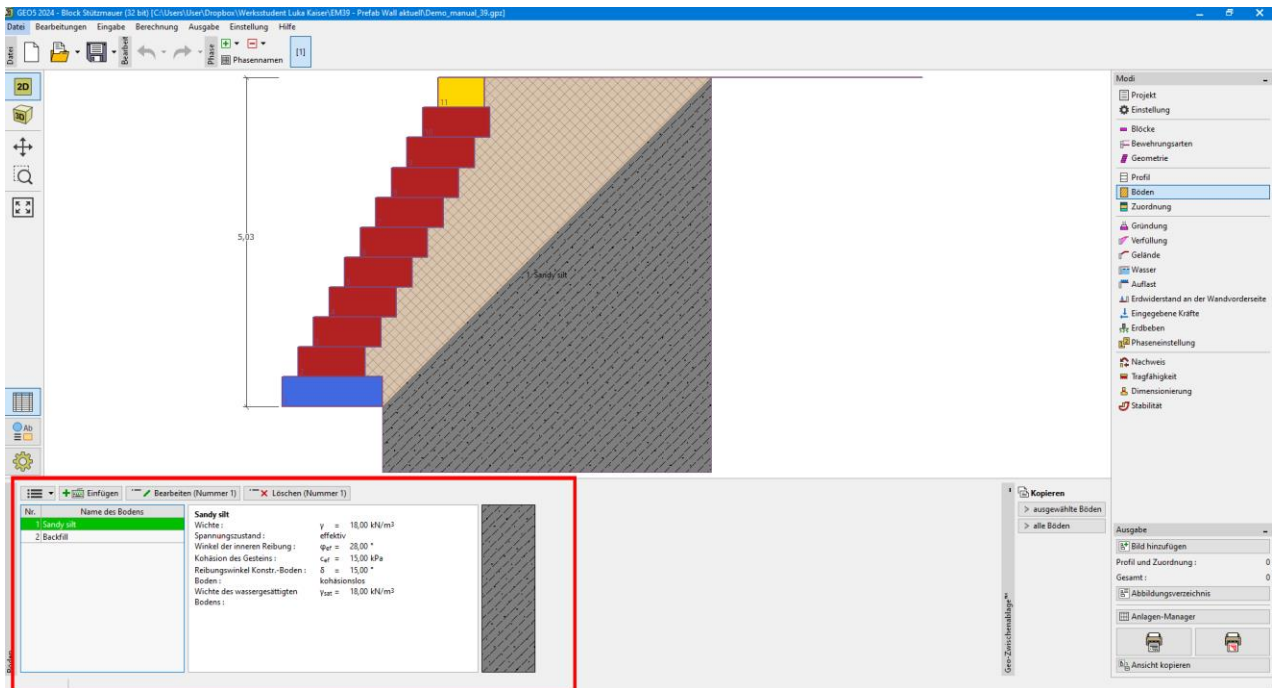 GEO5 2024 - Block Stützmauer (32 bit) [C:\Users\User\Dropbox\Werksstudent Luka Kaiser\EM39 - Prefab Wall aktuell\Demo_manual_39.gpz]
Datei Bearbeitungen Eingabe Berechnung Ausgabe Einstellung Hilfe
Datei
Bearbeit
Phase
Phasennamen
[1]
2D
3D
Ab
5,03
11
1 Sandy silt
Modi
Projekt
Einstellung
Blöcke
Bewehrungsarten
Geometrie
Profil
Böden
Zuordnung
Gründung
Verfüllung
Gelände
Wasser
Auflast
Erdwiderstand an der Wandvorderseite
Eingegebene Kräfte
Erdbeben
Phaseneinstellung
Nachweis
Tragfähigkeit
Dimensionierung
Stabilität
Einfügen Bearbeiten (Nummer 1) Löschen (Nummer 1)
Nr. Name des Bodens
1 Sandy silt
2 Backfill
Sandy silt
Wichte : γ = 18,00 kN/m3
Spannungszustand : effektiv
Winkel der inneren Reibung : φef = 28,00 °
Kohäsion des Gesteins : cef = 15,00 kPa
Reibungswinkel Konstr.-Boden : δ = 15,00 °
Boden : kohäsionslos
Wichte des wassergesättigten γsat = 18,00 kN/m3
Bodens :
Böden
Geo-Zwischenablage™
Kopieren
> ausgewählte Böden
> alle Böden
Ausgabe
Bild hinzufügen
Profil und Zuordnung : 0
Gesamt : 0
Abbildungsverzeichnis
Anlagen-Manager
Ansicht kopieren